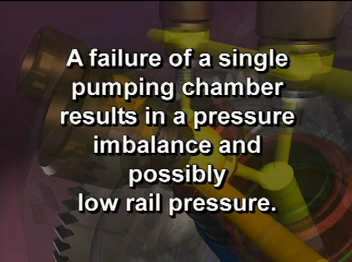 A failure of a single
pumping chamber
results in a pressure
imbalance and
possibly
low rail pressure.